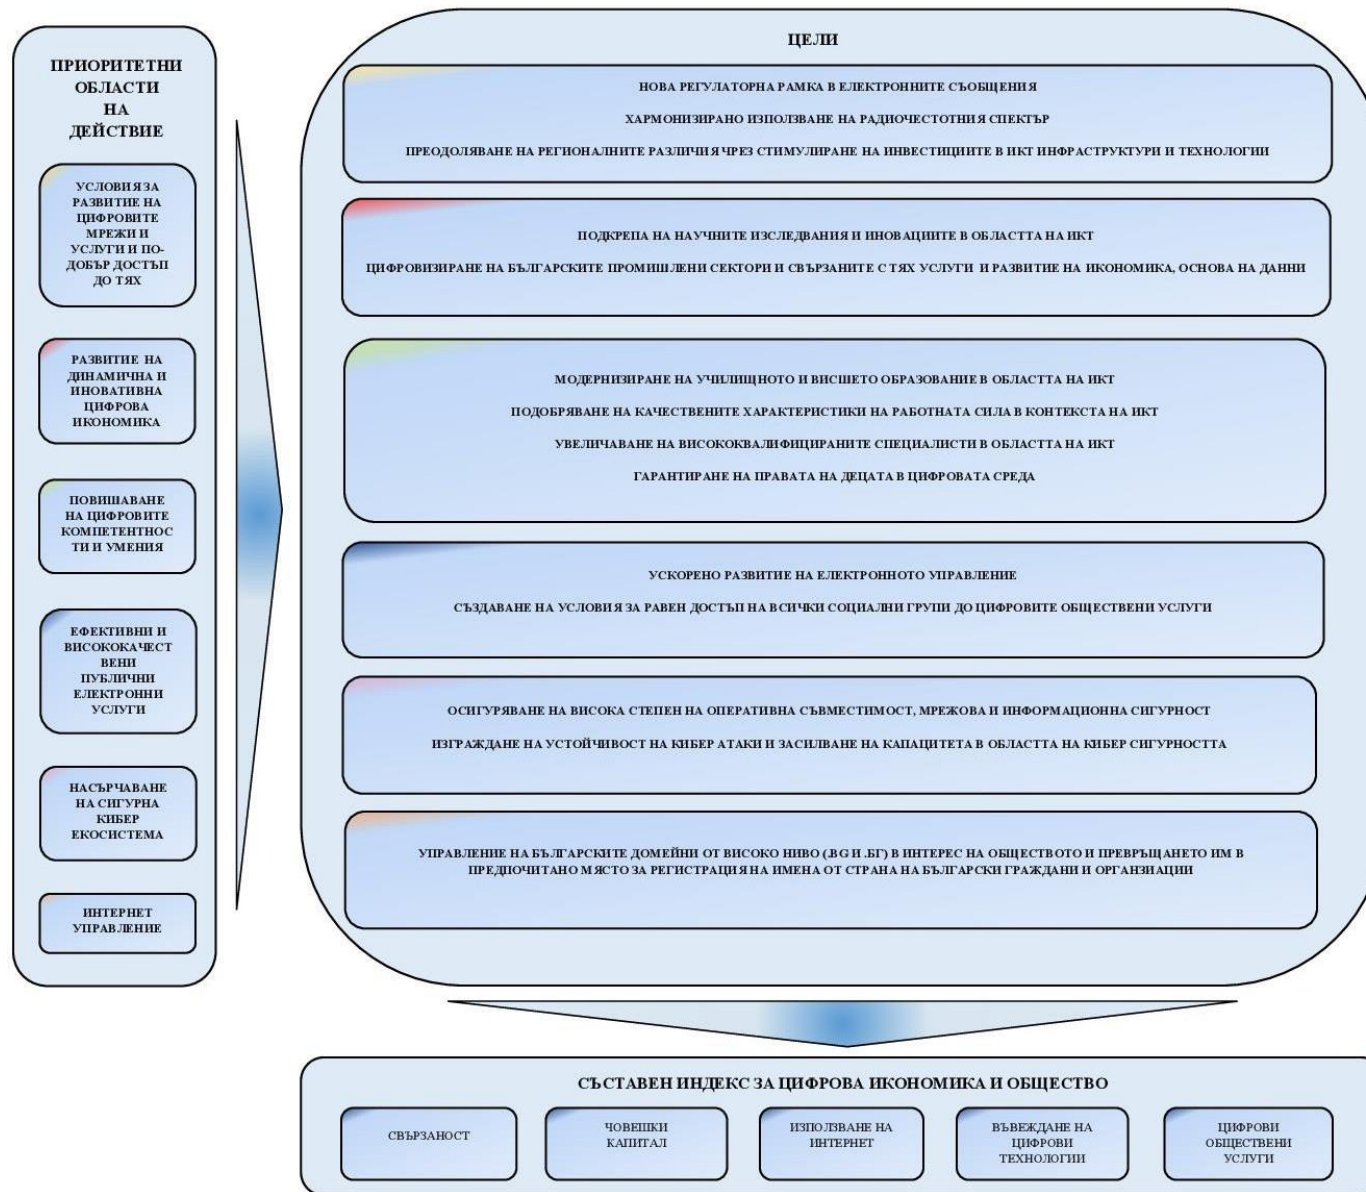 ПРИОРИТЕТНИ
ОБЛАСТИ
НА
ДЕЙСТВИЕ
УСЛОВИЯ ЗА
РАЗВИТИЕ НА
ЦИФРОВИТЕ
МРЕЖИ И
УСЛУГИ И ПО-
ДОБЪР ДОСТЪП
ДО ТЯХ
РАЗВИТИЕ НА
ДИНАМИЧНА И
ИНОВАТИВНА
ЦИФРОВА
ИКОНОМИКА
ПОВИШАВАНЕ
НА ЦИФРОВИТЕ
КОМПЕТЕНТНОС
ТИ И УМЕНИЯ
ЕФЕКТИВНИ И
ВИСОКОКАЧЕСТ
ВЕНИ
ПУБЛИЧНИ
ЕЛЕКТРОННИ
УСЛУГИ
НАСЪРЧАВАНЕ
НА СИГУРНА
КИБЕР
ЕКОСИСТЕМА
ИНТЕРНЕТ
УПРАВЛЕНИЕ
ЦЕЛИ
НОВА РЕГУЛАТОРНА РАМКА В ЕЛЕКТРОННИТЕ СЪОБЩЕНИЯ
ХАРМОНИЗИРАНО ИЗПОЛЗВАНЕ НА РАДИОЧЕСТОТНИЯ СПЕКТЪР
ПРЕОДОЛЯВАНЕ НА РЕГИОНАЛНИТЕ РАЗЛИЧИЯ ЧРЕЗ СТИМУЛИРАНЕ НА ИНВЕСТИЦИИТЕ В ИКТ ИНФРАСТРУКТУРИ И ТЕХНОЛОГИИ
ПОДКРЕПА НА НАУЧНИТЕ ИЗСЛЕДВАНИЯ И ИНОВАЦИИТЕ В ОБЛАСТТА НА ИКТ
ЦИФРОВИЗИРАНЕ НА БЪЛГАРСКИТЕ ПРОМИШЛЕНИ СЕКТОРИ И СВЪРЗАНИТЕ С ТЯХ УСЛУГИ И РАЗВИТИЕ НА ИКОНОМИКА, ОСНОВА НА ДАННИ
МОДЕРНИЗИРАНЕ НА УЧИЛИЩНОТО И ВИСШЕТО ОБРАЗОВАНИЕ В ОБЛАСТТА НА ИКТ
ПОДОБРЯВАНЕ НА КАЧЕСТВЕНИТЕ ХАРАКТЕРИСТИКИ НА РАБОТНАТА СИЛА В КОНТЕКСТА НА ИКТ
УВЕЛИЧАВАНЕ НА ВИСОКОКВАЛИФИЦИРАНИТЕ СПЕЦИАЛИСТИ В ОБЛАСТТА НА ИКТ
ГАРАНТИРАНЕ НА ПРАВАТА НА ДЕЦАТА В ЦИФРОВАТА СРЕДА
УСКОРЕНО РАЗВИТИЕ НА ЕЛЕКТРОННОТО УПРАВЛЕНИЕ
СЪЗДАВАНЕ НА УСЛОВИЯ ЗА РАВЕН ДОСТЪП НА ВСИЧКИ СОЦИАЛНИ ГРУПИ ДО ЦИФРОВИТЕ ОБЩЕСТВЕНИ УСЛУГИ
ОСИГУРЯВАНЕ НА ВИСОКА СТЕПЕН НА ОПЕРАТИВНА СЪВМЕСТИМОСТ, МРЕЖОВА И ИНФОРМАЦИОННА СИГУРНОСТ
ИЗГРАЖДАНЕ НА УСТОЙЧИВОСТ НА КИБЕР АТАКИ И ЗАСИЛВАНЕ НА КАПАЦИТЕТА В ОБЛАСТТА НА КИБЕР СИГУРНОСТТА
УПРАВЛЕНИЕ НА БЪЛГАРСКИТЕ ДОМЕЙНИ ОТ ВИСОКО НИВО (.BG И .БГ) В ИНТЕРЕС НА ОБЩЕСТВОТО И ПРЕВРЪЩАНЕТО ИМ В
ПРЕДПОЧИТАНО МЯСТО ЗА РЕГИСТРАЦИЯ НА ИМЕНА ОТ СТРАНА НА БЪЛГАРСКИ ГРАЖДАНИ И ОРГАНЗИАЦИИ
СЪСТАВЕН ИНДЕКС ЗА ЦИФРОВА ИКОНОМИКА И ОБЩЕСТВО
СВЪРЗАНОСТ
ЧОВЕШКИ
КАПИТАЛ
ИЗПОЛЗВАНЕ НА
ИНТЕРНЕТ
ВЪВЕЖДАНЕ НА
ЦИФРОВИ
ТЕХНОЛОГИИ
ЦИФРОВИ
ОБЩЕСТВЕНИ
УСЛУГИ